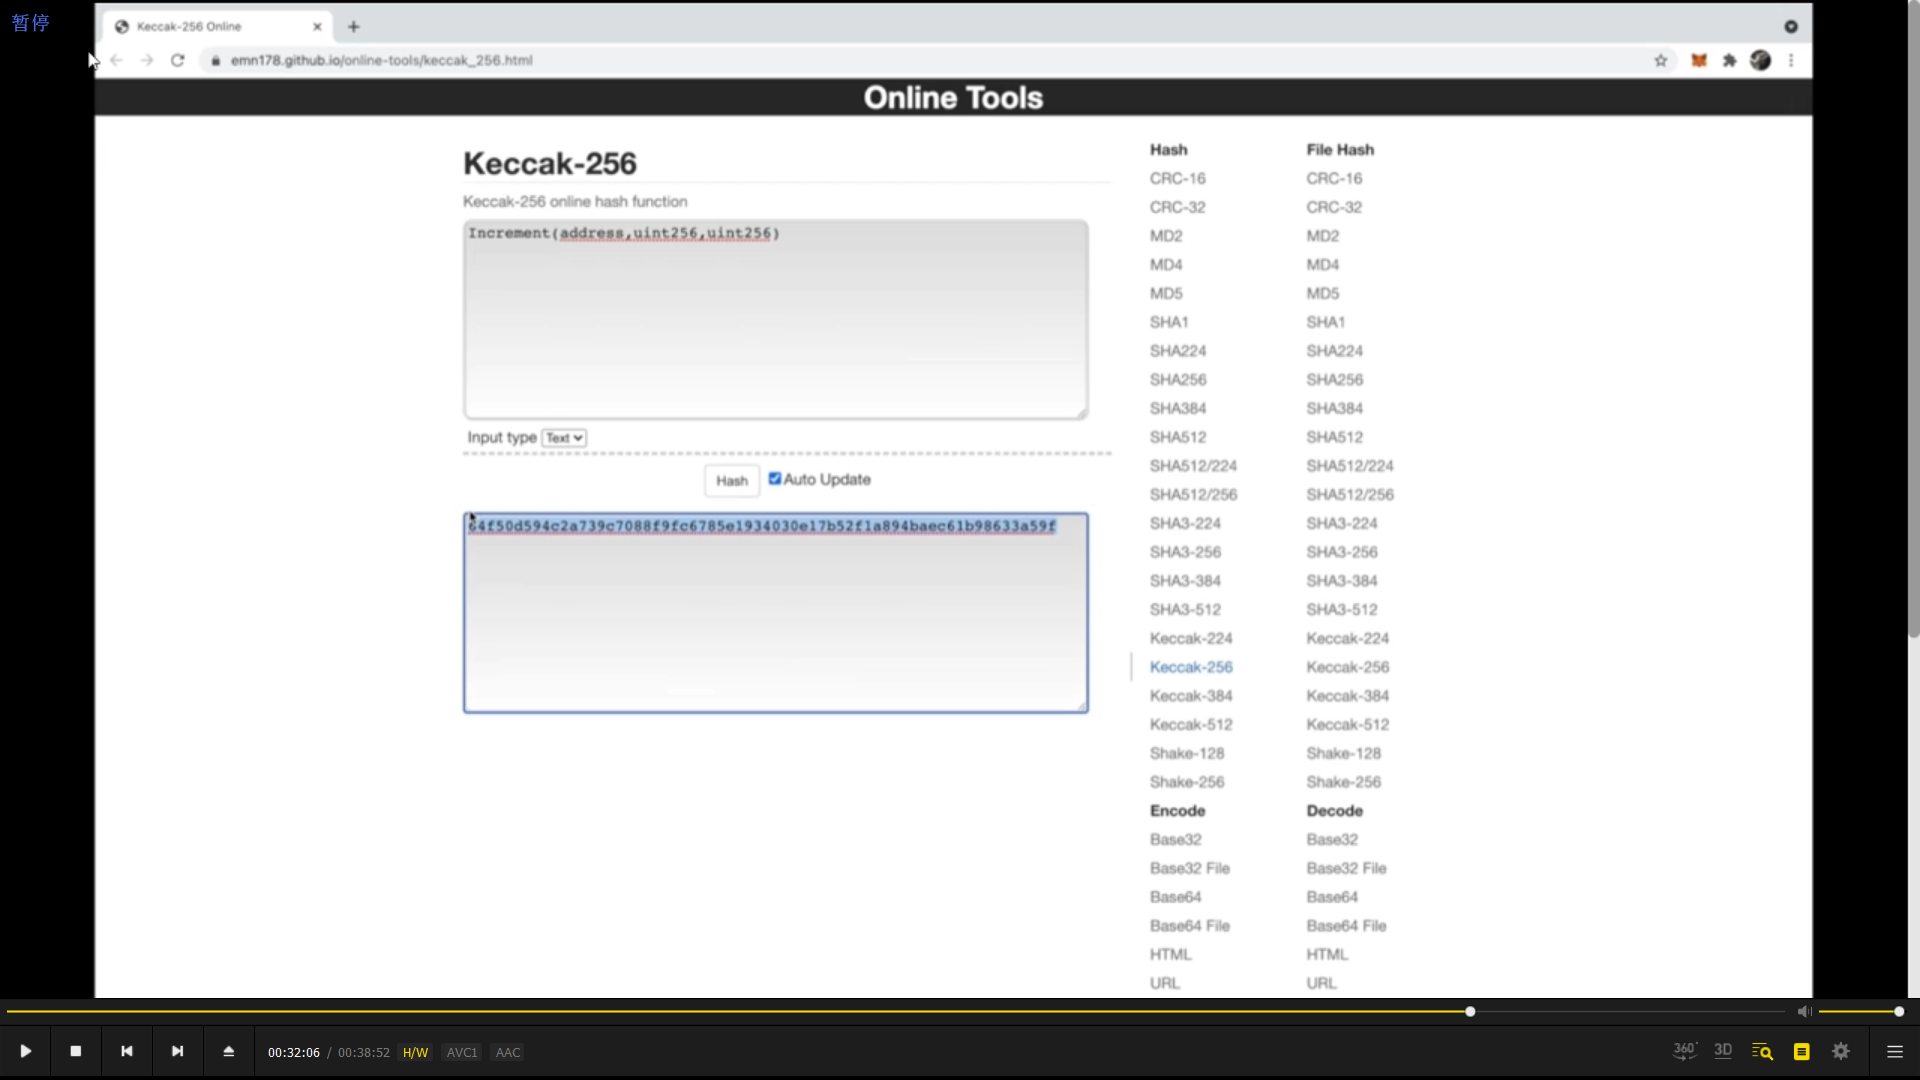 暂停
Keccak-256 Online
emn178.github.io/online-tools/keccak_256.html
Online Tools
Keccak-256
Keccak-256 online hash function
Increment(address,uint256,uint256)
Input type Text
Hash Auto Update
64f50d594c2a739c7088f9fc6785e1934030e17b52f1a894baec61b98633a59f
Hash File Hash
CRC-16 CRC-16
CRC-32 CRC-32
MD2 MD2
MD4 MD4
MD5 MD5
SHA1 SHA1
SHA224 SHA224
SHA256 SHA256
SHA384 SHA384
SHA512 SHA512
SHA512/224 SHA512/224
SHA512/256 SHA512/256
SHA3-224 SHA3-224
SHA3-256 SHA3-256
SHA3-384 SHA3-384
SHA3-512 SHA3-512
Keccak-224 Keccak-224
Keccak-256 Keccak-256
Keccak-384 Keccak-384
Keccak-512 Keccak-512
Shake-128 Shake-128
Shake-256 Shake-256
Encode Decode
Base32 Base32
Base32 File Base32 File
Base64 Base64
Base64 File Base64 File
HTML HTML
URL URL
00:32:06 / 00:38:52 H/W AVC1 AAC
360° 3D